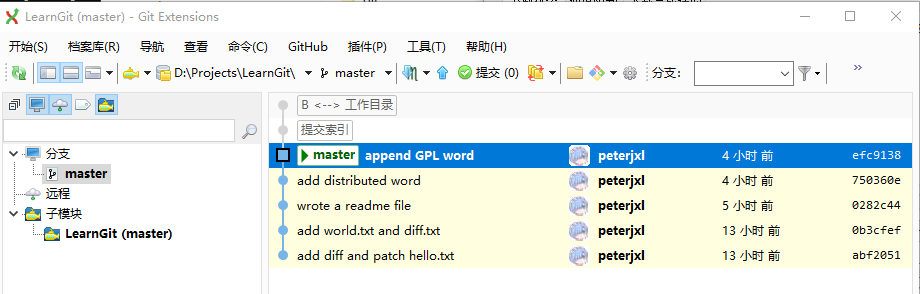 LearnGit (master) - Git Extensions
开始(S) 档案库(R) 导航 查看 命令(C) GitHub 插件(P) 工具(T) 帮助(H)
D:\Projects\LearnGit\ master 提交 (0) 分支: »
B <--> 工作目录
提交索引
master append GPL word peterjxl 4 小时 前 efc9138
分支
master
远程
子模块
LearnGit (master)
add distributed word peterjxl 4 小时 前 750360e
wrote a readme file peterjxl 5 小时 前 0282c44
add world.txt and diff.txt peterjxl 13 小时 前 0b3cfef
add diff and patch hello.txt peterjxl 13 小时 前 abf2051